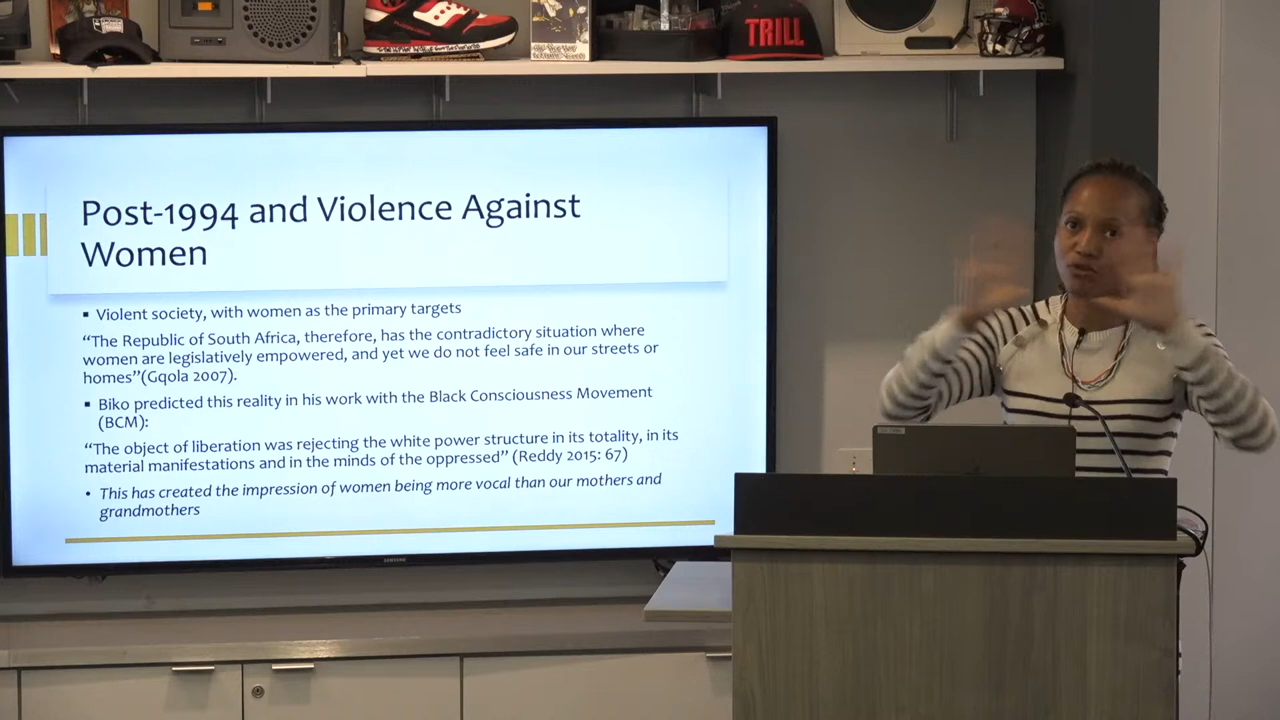 TRILL
Post-1994 and Violence Against
Women
▪ Violent society, with women as the primary targets
“The Republic of South Africa, therefore, has the contradictory situation where
women are legislatively empowered, and yet we do not feel safe in our streets or
homes”(Gqola 2007).
▪ Biko predicted this reality in his work with the Black Consciousness Movement
(BCM):
“The object of liberation was rejecting the white power structure in its totality, in its
material manifestations and in the minds of the oppressed” (Reddy 2015: 67)
• This has created the impression of women being more vocal than our mothers and
grandmothers
SAMSUNG